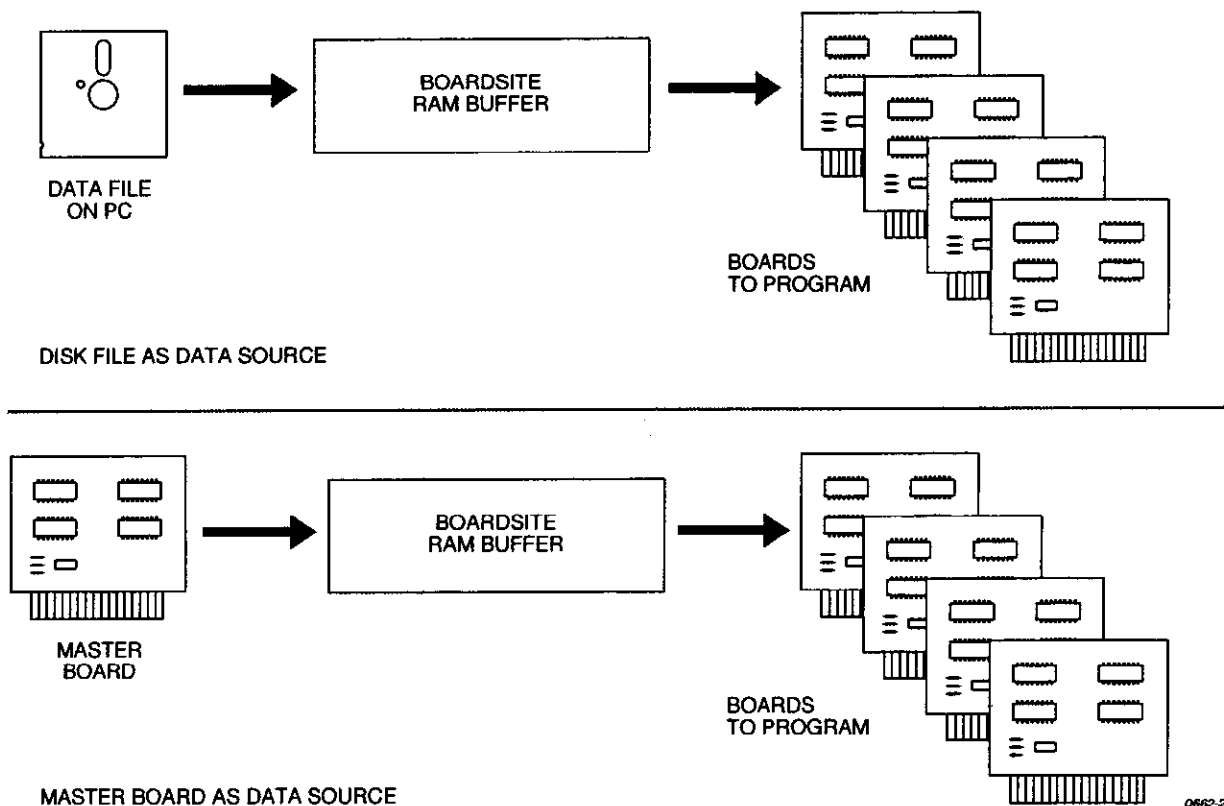 BOARDSITE
RAM BUFFER
DATA FILE
ON PC
BOARDS
TO PROGRAM
DISK FILE AS DATA SOURCE
BOARDSITE
RAM BUFFER
MASTER
BOARD
BOARDS
TO PROGRAM
MASTER BOARD AS DATA SOURCE